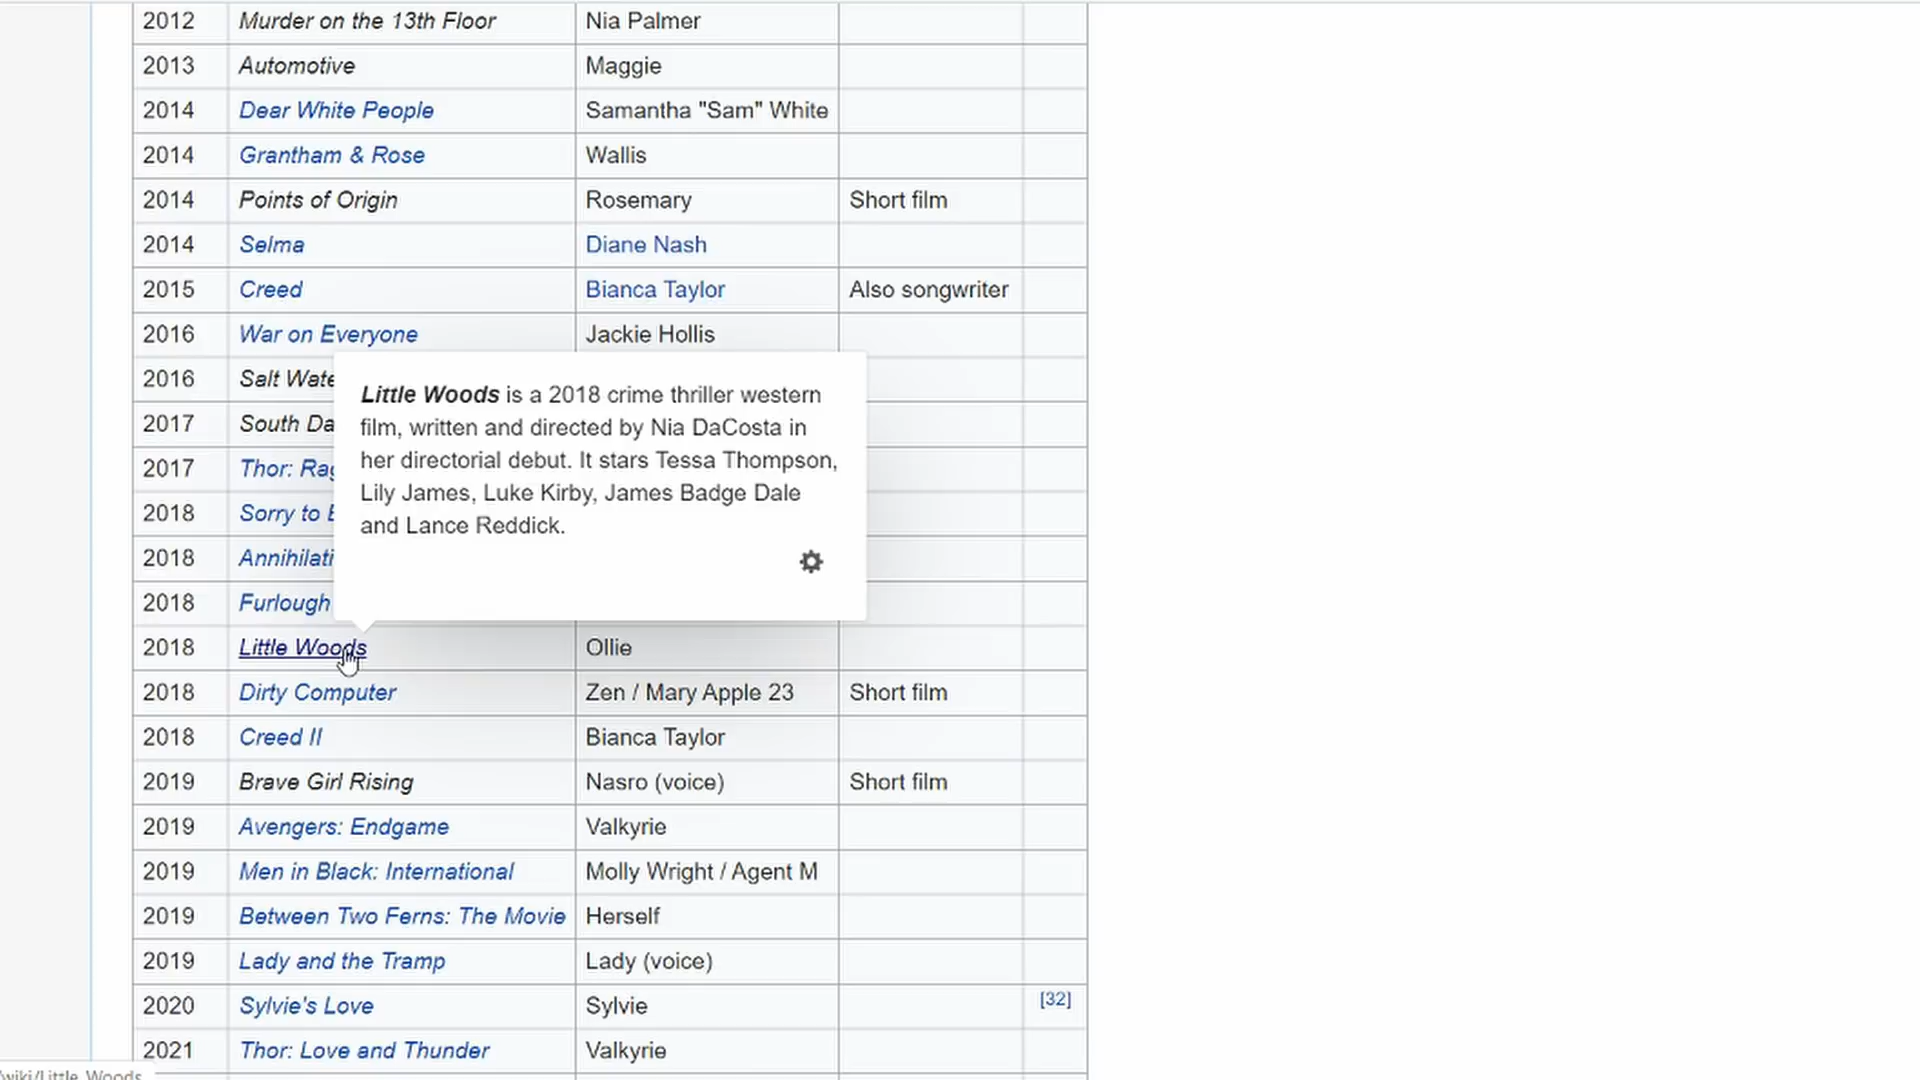 2012 Murder on the 13th Floor Nia Palmer
2013 Automotive Maggie
2014 Dear White People Samantha "Sam" White
2014 Grantham & Rose Wallis
2014 Points of Origin Rosemary Short film
2014 Selma Diane Nash
2015 Creed Bianca Taylor Also songwriter
2016 War on Everyone Jackie Hollis
2016 Salt Wate
2017 South Da
2017 Thor: Rag
2018 Sorry to B
2018 Annihilati
2018 Furlough
Little Woods is a 2018 crime thriller western
film, written and directed by Nia DaCosta in
her directorial debut. It stars Tessa Thompson,
Lily James, Luke Kirby, James Badge Dale
and Lance Reddick.
2018 Little Woods Ollie
2018 Dirty Computer Zen / Mary Apple 23 Short film
2018 Creed II Bianca Taylor
2019 Brave Girl Rising Nasro (voice) Short film
2019 Avengers: Endgame Valkyrie
2019 Men in Black: International Molly Wright / Agent M
2019 Between Two Ferns: The Movie Herself
2019 Lady and the Tramp Lady (voice)
2020 Sylvie's Love Sylvie [32]
2021 Thor: Love and Thunder Valkyrie
/wiki/Little_Woods